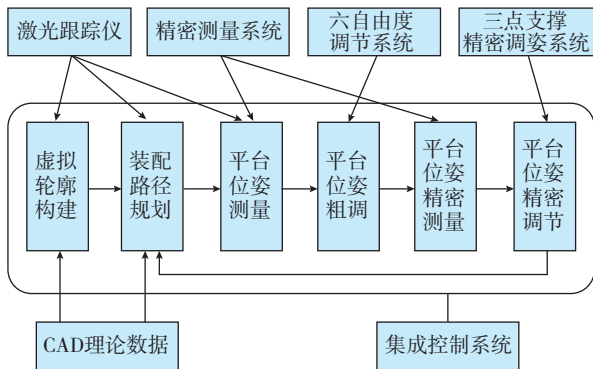 激光跟踪仪
精密测量系统
六自由度
调节系统
三点支撑
精密调姿系统
虚拟
轮廓
构建
装配
路径
规划
平台
位姿
测量
平台
位姿
粗调
平台
位姿
精密
测量
平台
位姿
精密
调节
CAD理论数据
集成控制系统